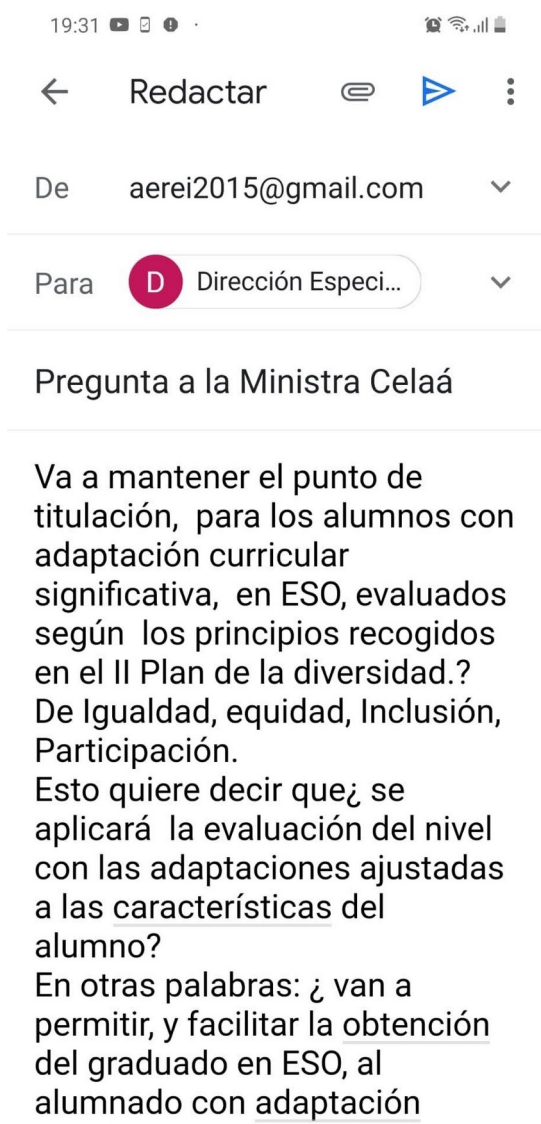 19:31
Redactar
De aerei2015@gmail.com
Para D Dirección Especi...
Pregunta a la Ministra Celaá
Va a mantener el punto de
titulación,  para los alumnos con
adaptación curricular
significativa,  en ESO, evaluados
según  los principios recogidos
en el II Plan de la diversidad.?
De Igualdad, equidad, Inclusión,
Participación.
Esto quiere decir que¿ se
aplicará  la evaluación del nivel
con las adaptaciones ajustadas
a las características del
alumno?
En otras palabras: ¿ van a
permitir, y facilitar la obtención
del graduado en ESO, al
alumnado con adaptación